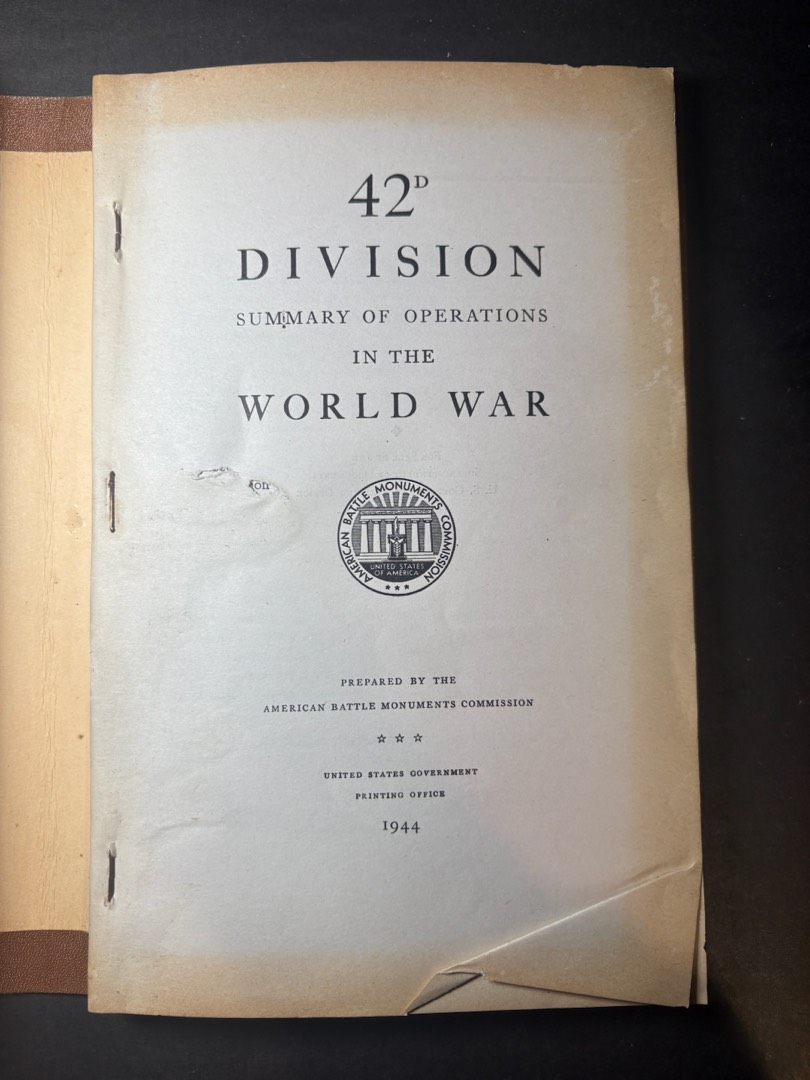 42D
DIVISION
SUMMARY OF OPERATIONS
IN THE
WORLD WAR
on
AMERICAN BATTLE MONUMENTS COMMISSION
UNITED STATES
OF AMERICA
PREPARED BY THE
AMERICAN BATTLE MONUMENTS COMMISSION
UNITED STATES GOVERNMENT
PRINTING OFFICE
1944